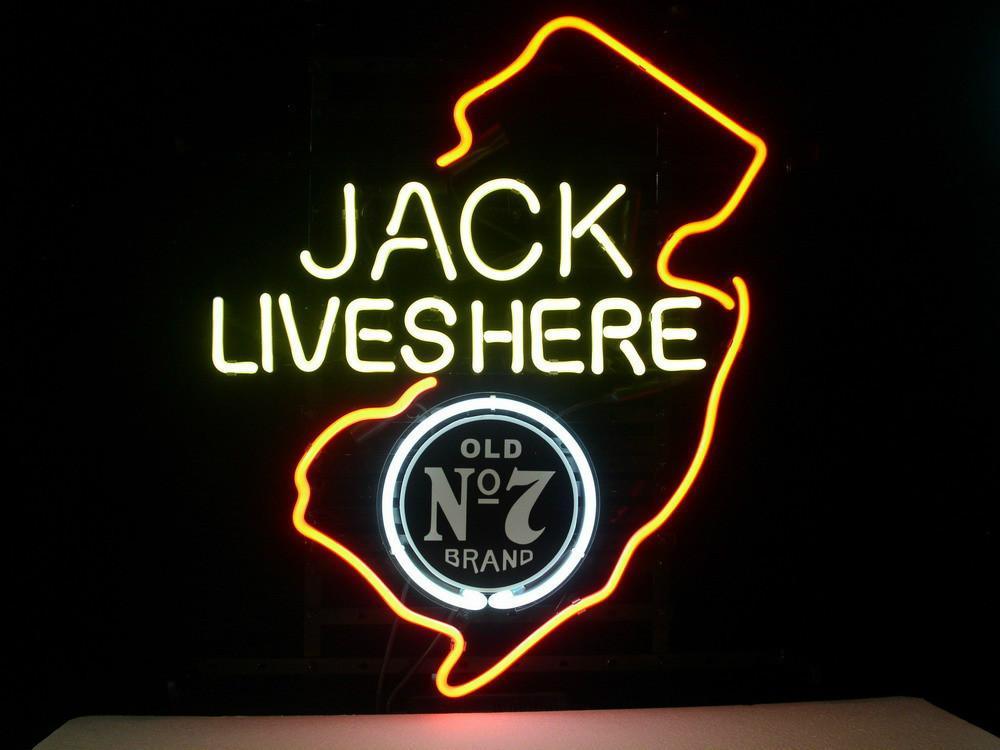 JACK
LIVES HERE
OLD
Nº7
BRAND